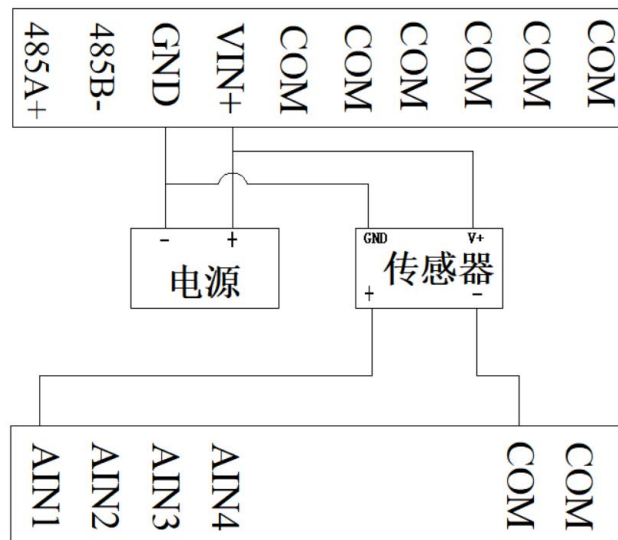 485A+ 485B- GND VIN+ COM COM COM COM COM COM
- +
电源
GND V+
传感器
+ -
AIN1 AIN2 AIN3 AIN4 COM COM